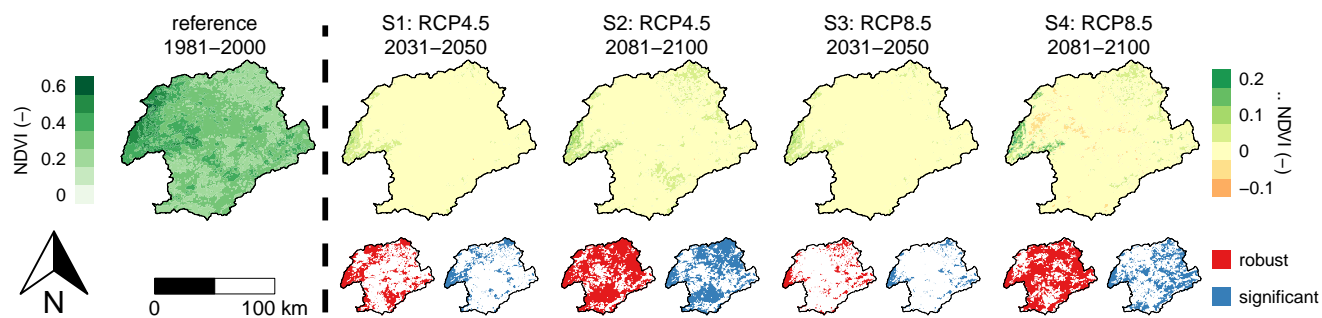 reference
1981–2000
S1: RCP4.5
2031–2050
S2: RCP4.5
2081–2100
S3: RCP8.5
2031–2050
S4: RCP8.5
2081–2100
NDVI (–)
0.6
0.4
0.2
0
0.2
0.1
0
–0.1
.. NDVI (–)
N
0
100 km
robust
significant